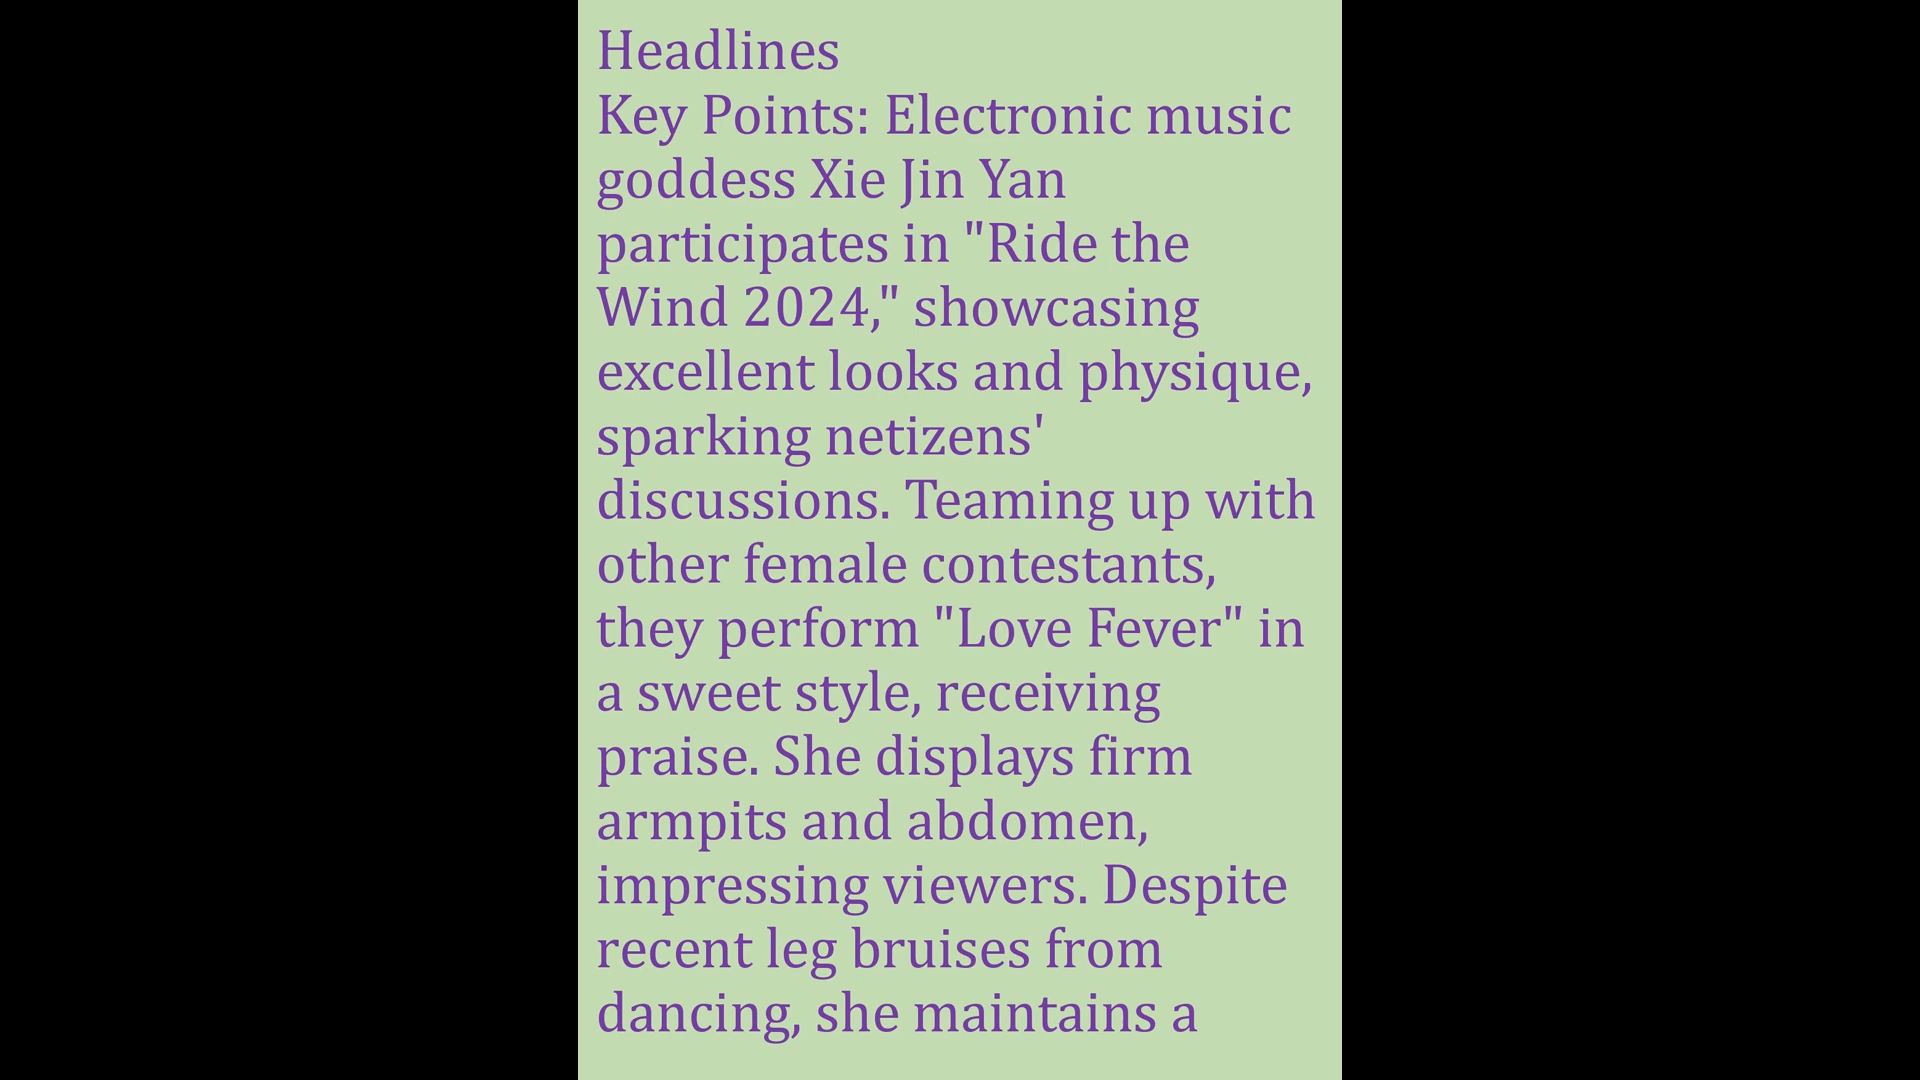 Headlines
Key Points: Electronic music
goddess Xie Jin Yan
participates in "Ride the
Wind 2024," showcasing
excellent looks and physique,
sparking netizens'
discussions. Teaming up with
other female contestants,
they perform "Love Fever" in
a sweet style, receiving
praise. She displays firm
armpits and abdomen,
impressing viewers. Despite
recent leg bruises from
dancing, she maintains a